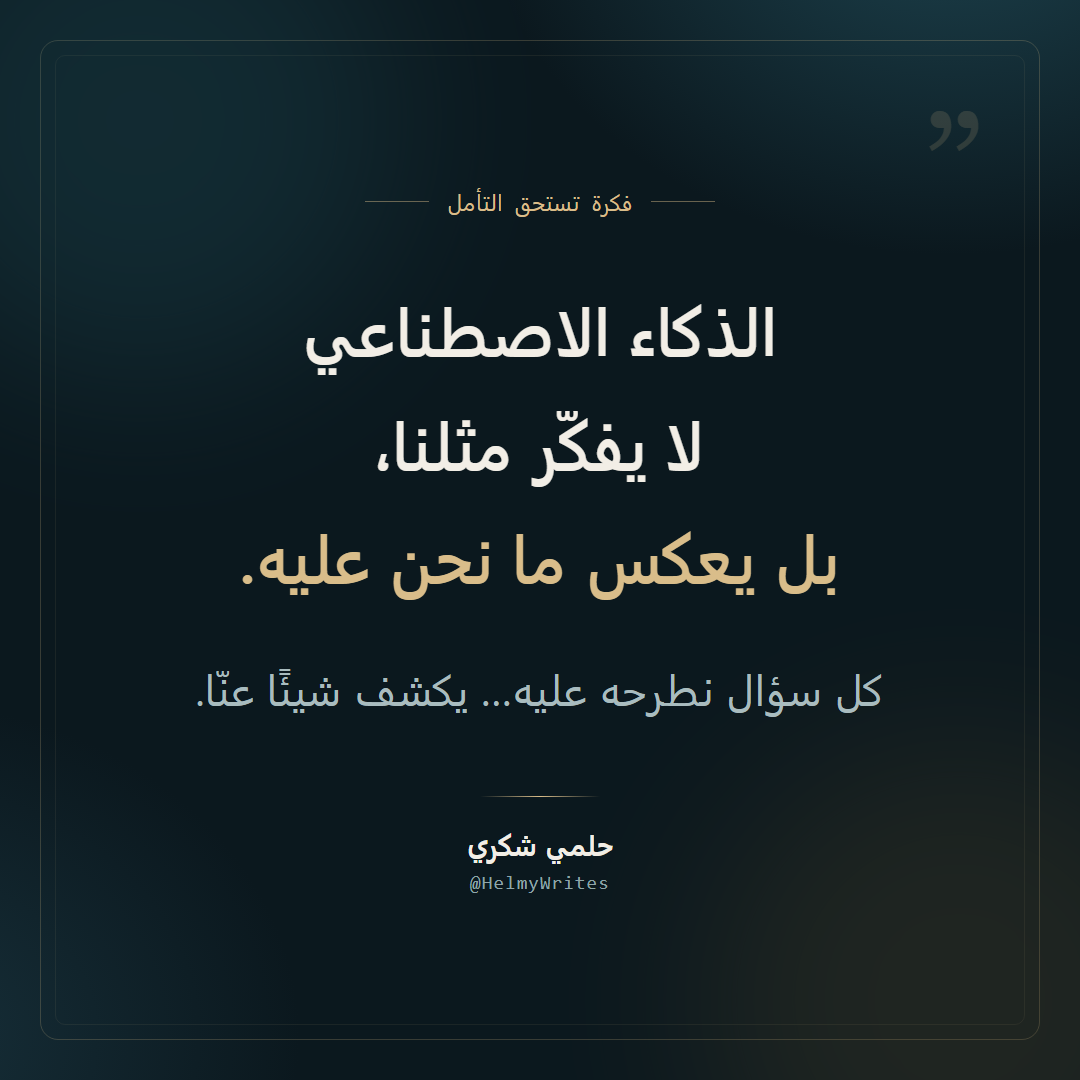 فكرة تستحق التأمل
الذكاء الاصطناعي
لا يفكّر مثلنا،
بل يعكس ما نحن عليه.
كل سؤال نطرحه عليه... يكشف شيئًا عنّا.
حلمي شكري
@HelmyWrites